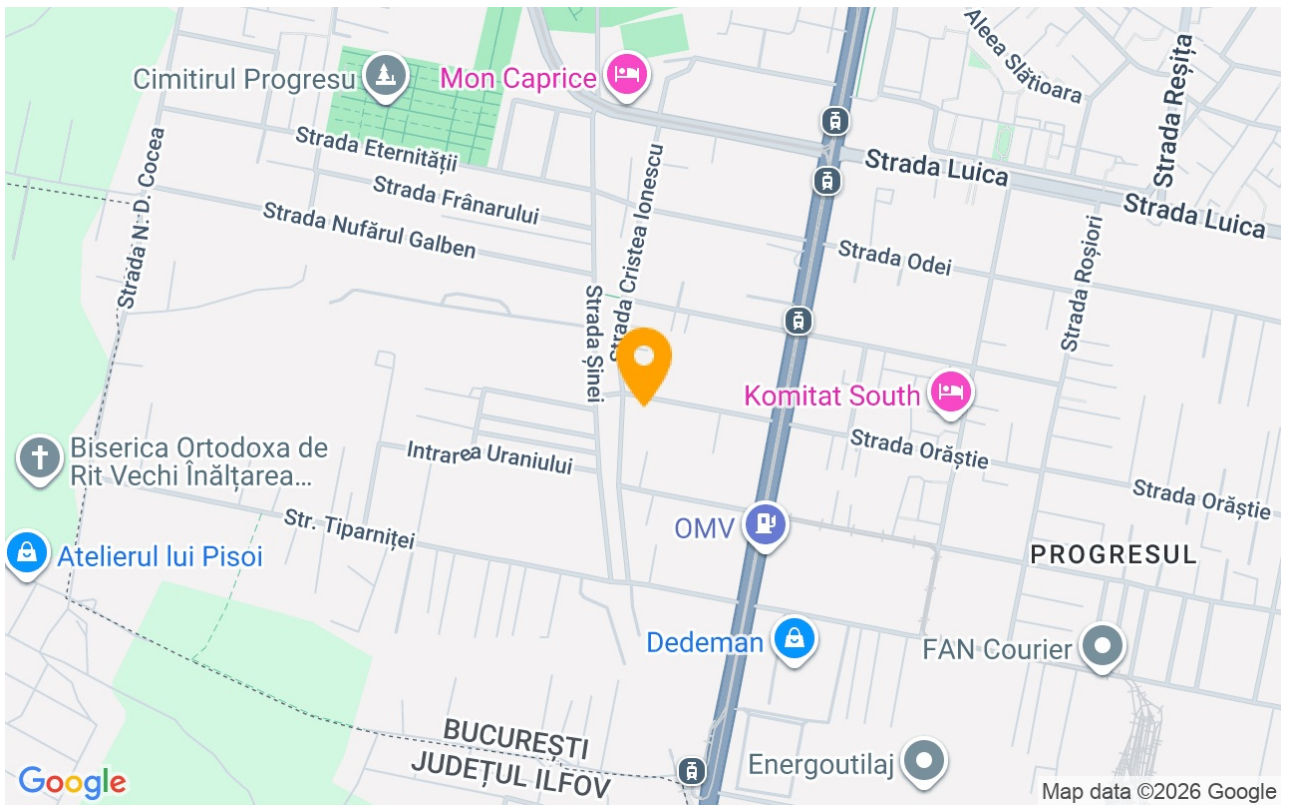 Aleea Slătioara
Cimitirul Progresu
Mon Caprice
Strada Reșița
Strada Eternității
Strada Luica
Strada N. D. Cocea
Strada Frânarului
Strada Cristea Ionescu
Strada Luica
Strada Nufărul Galben
Strada Odei
Strada Roșiori
Strada Șinei
Komitat South
Biserica Ortodoxa de
Rit Vechi Înălțarea...
Intrarea Uraniului
Strada Orăștie
Strada Orăștie
Str. Tiparniței
OMV
Atelierul lui Pisoi
PROGRESUL
Dedeman
FAN Courier
BUCUREȘTI
JUDEȚUL ILFOV
Energoutilaj
Google
Map data ©2026 Google